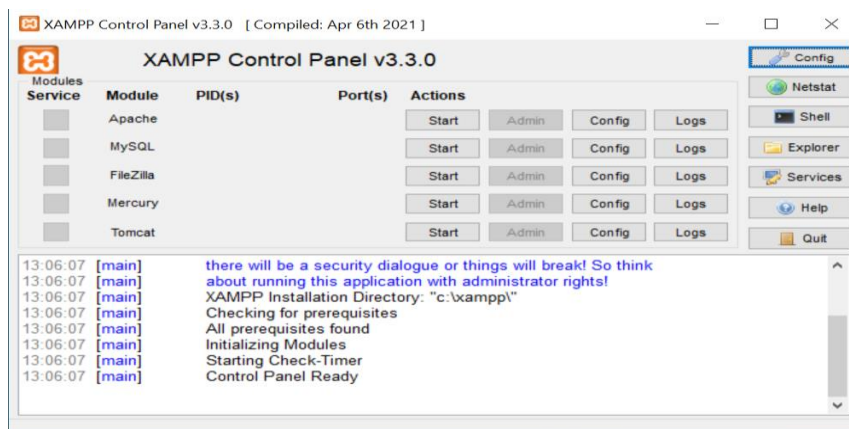 XAMPP Control Panel v3.3.0 [ Compiled: Apr 6th 2021 ]
XAMPP Control Panel v3.3.0
Config
Modules
Service Module PID(s) Port(s) Actions
Netstat
Apache Start Admin Config Logs
Shell
MySQL Start Admin Config Logs
Explorer
FileZilla Start Admin Config Logs
Services
Mercury Start Admin Config Logs
Help
Tomcat Start Admin Config Logs
Quit
13:06:07 [main] there will be a security dialogue or things will break! So think
13:06:07 [main] about running this application with administrator rights!
13:06:07 [main] XAMPP Installation Directory: "c:\xampp\"
13:06:07 [main] Checking for prerequisites
13:06:07 [main] All prerequisites found
13:06:07 [main] Initializing Modules
13:06:07 [main] Starting Check-Timer
13:06:07 [main] Control Panel Ready